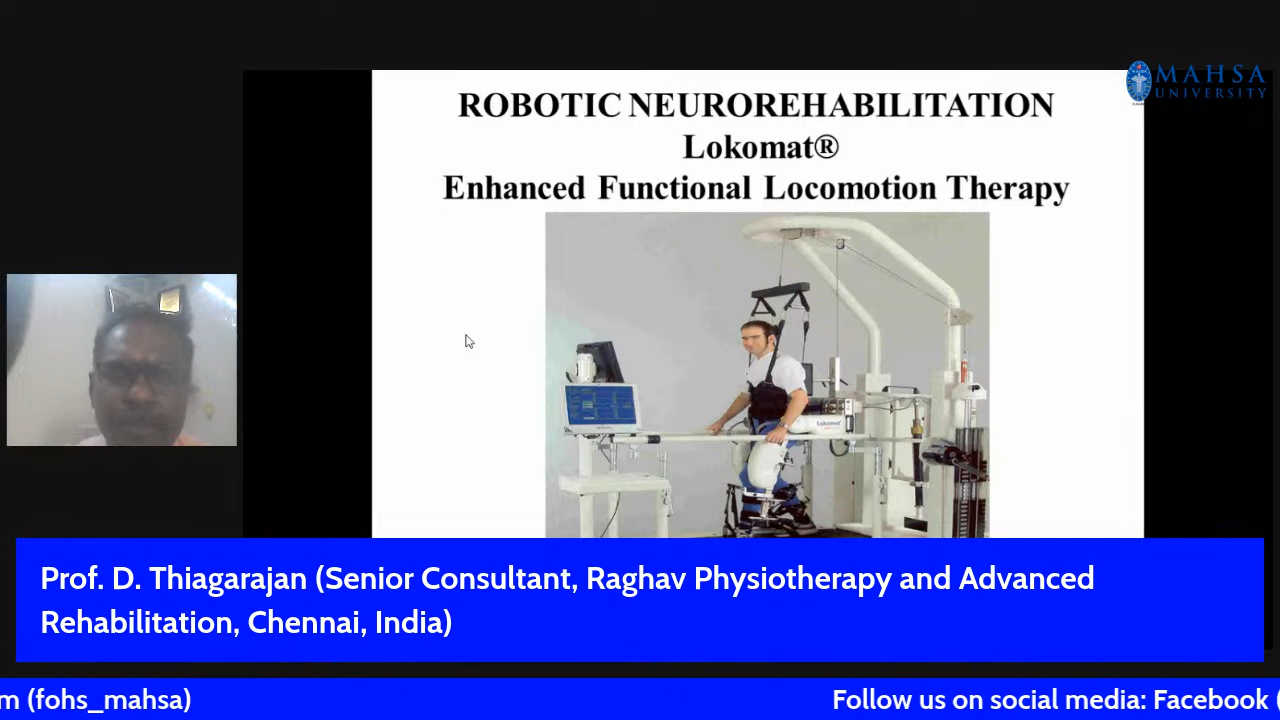 MAHSA
UNIVERSITY
ROBOTIC NEUROREHABILITATION
Lokomat®
Enhanced Functional Locomotion Therapy
Lokomat
Prof. D. Thiagarajan (Senior Consultant, Raghav Physiotherapy and Advanced
Rehabilitation, Chennai, India)
m (fohs_mahsa)
Follow us on social media: Facebook (